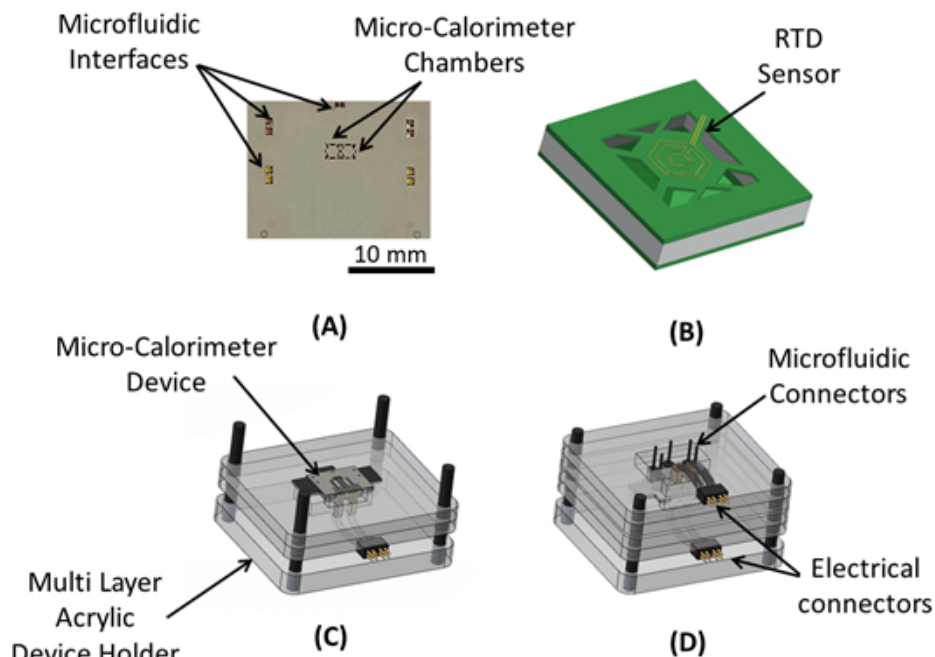 Microfluidic
Interfaces
Micro-Calorimeter
Chambers
RTD
Sensor
10 mm
(A)
(B)
Micro-Calorimeter
Device
Microfluidic
Connectors
Multi Layer
Acrylic
Device Holder
Electrical
connectors
(C)
(D)